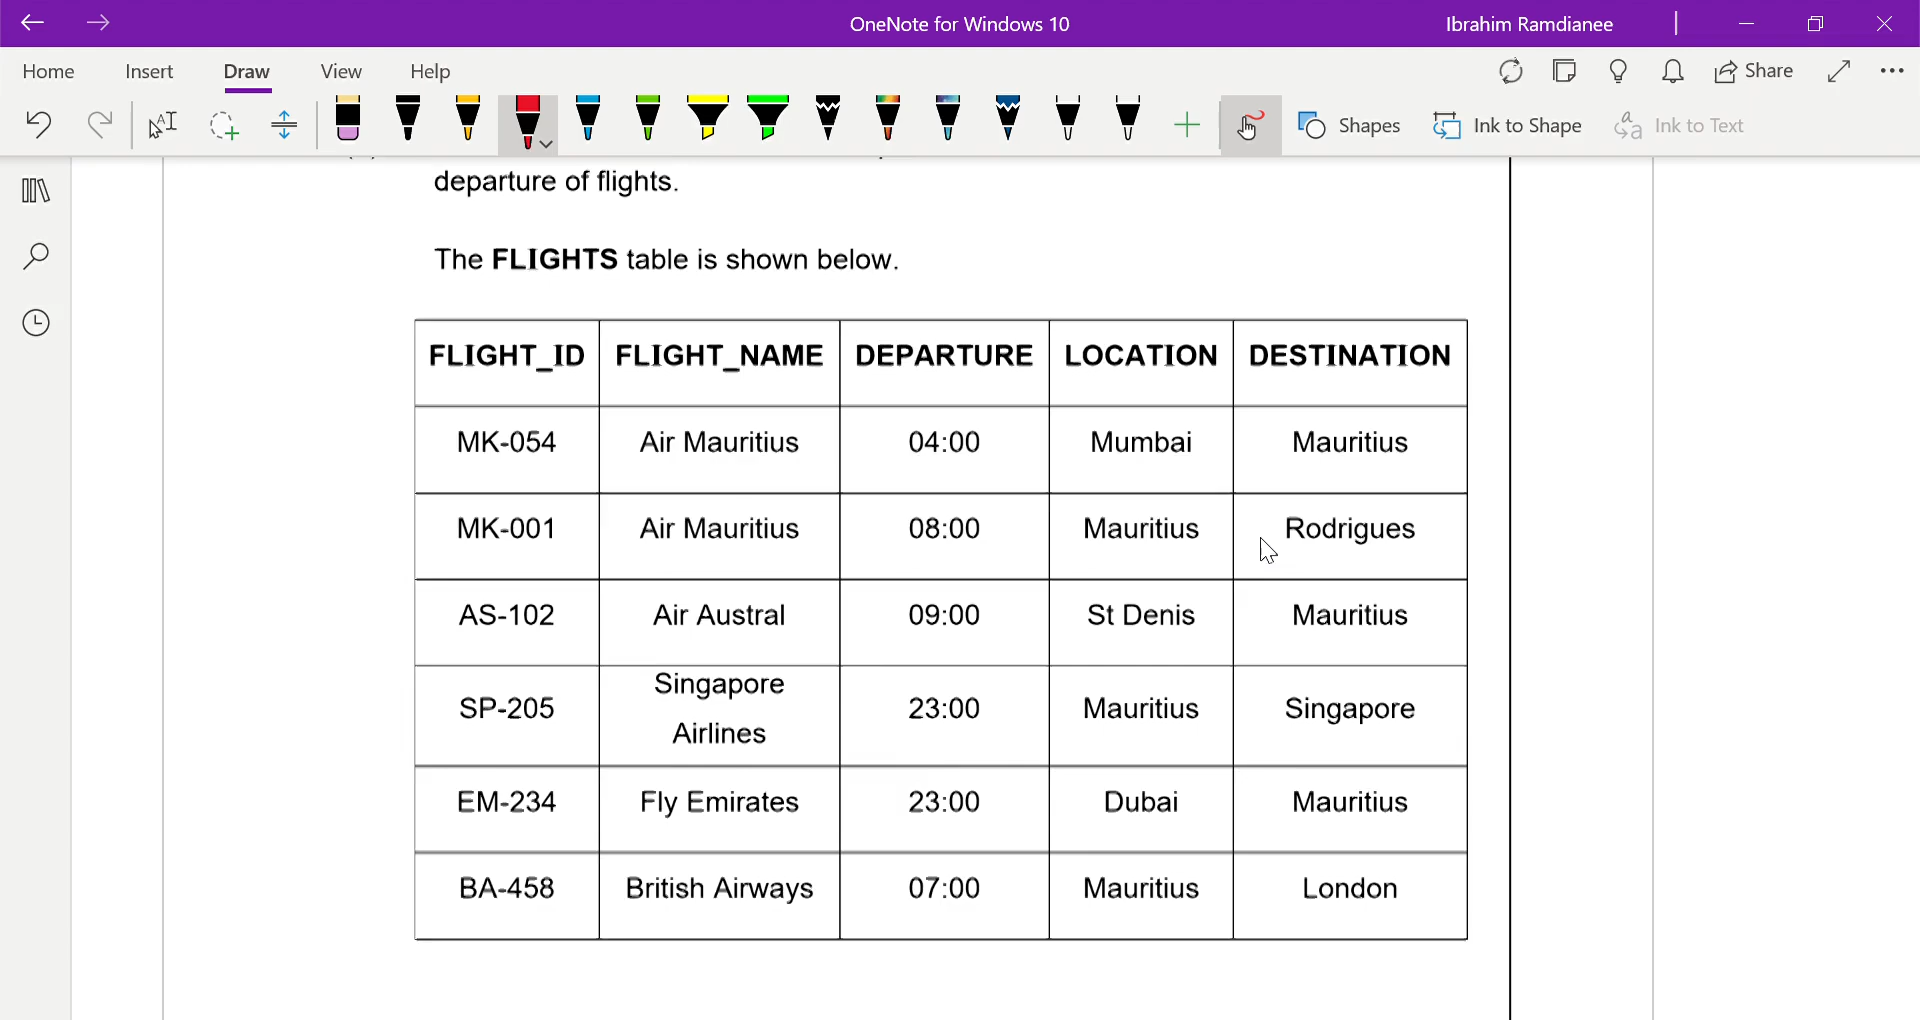 OneNote for Windows 10
Ibrahim Ramdianee
Home Insert Draw View Help
Share
Shapes
Ink to Shape
Ink to Text
departure of flights.
The FLIGHTS table is shown below.
FLIGHT_ID FLIGHT_NAME DEPARTURE LOCATION DESTINATION
MK-054 Air Mauritius 04:00 Mumbai Mauritius
MK-001 Air Mauritius 08:00 Mauritius Rodrigues
AS-102 Air Austral 09:00 St Denis Mauritius
SP-205 Singapore Airlines 23:00 Mauritius Singapore
EM-234 Fly Emirates 23:00 Dubai Mauritius
BA-458 British Airways 07:00 Mauritius London